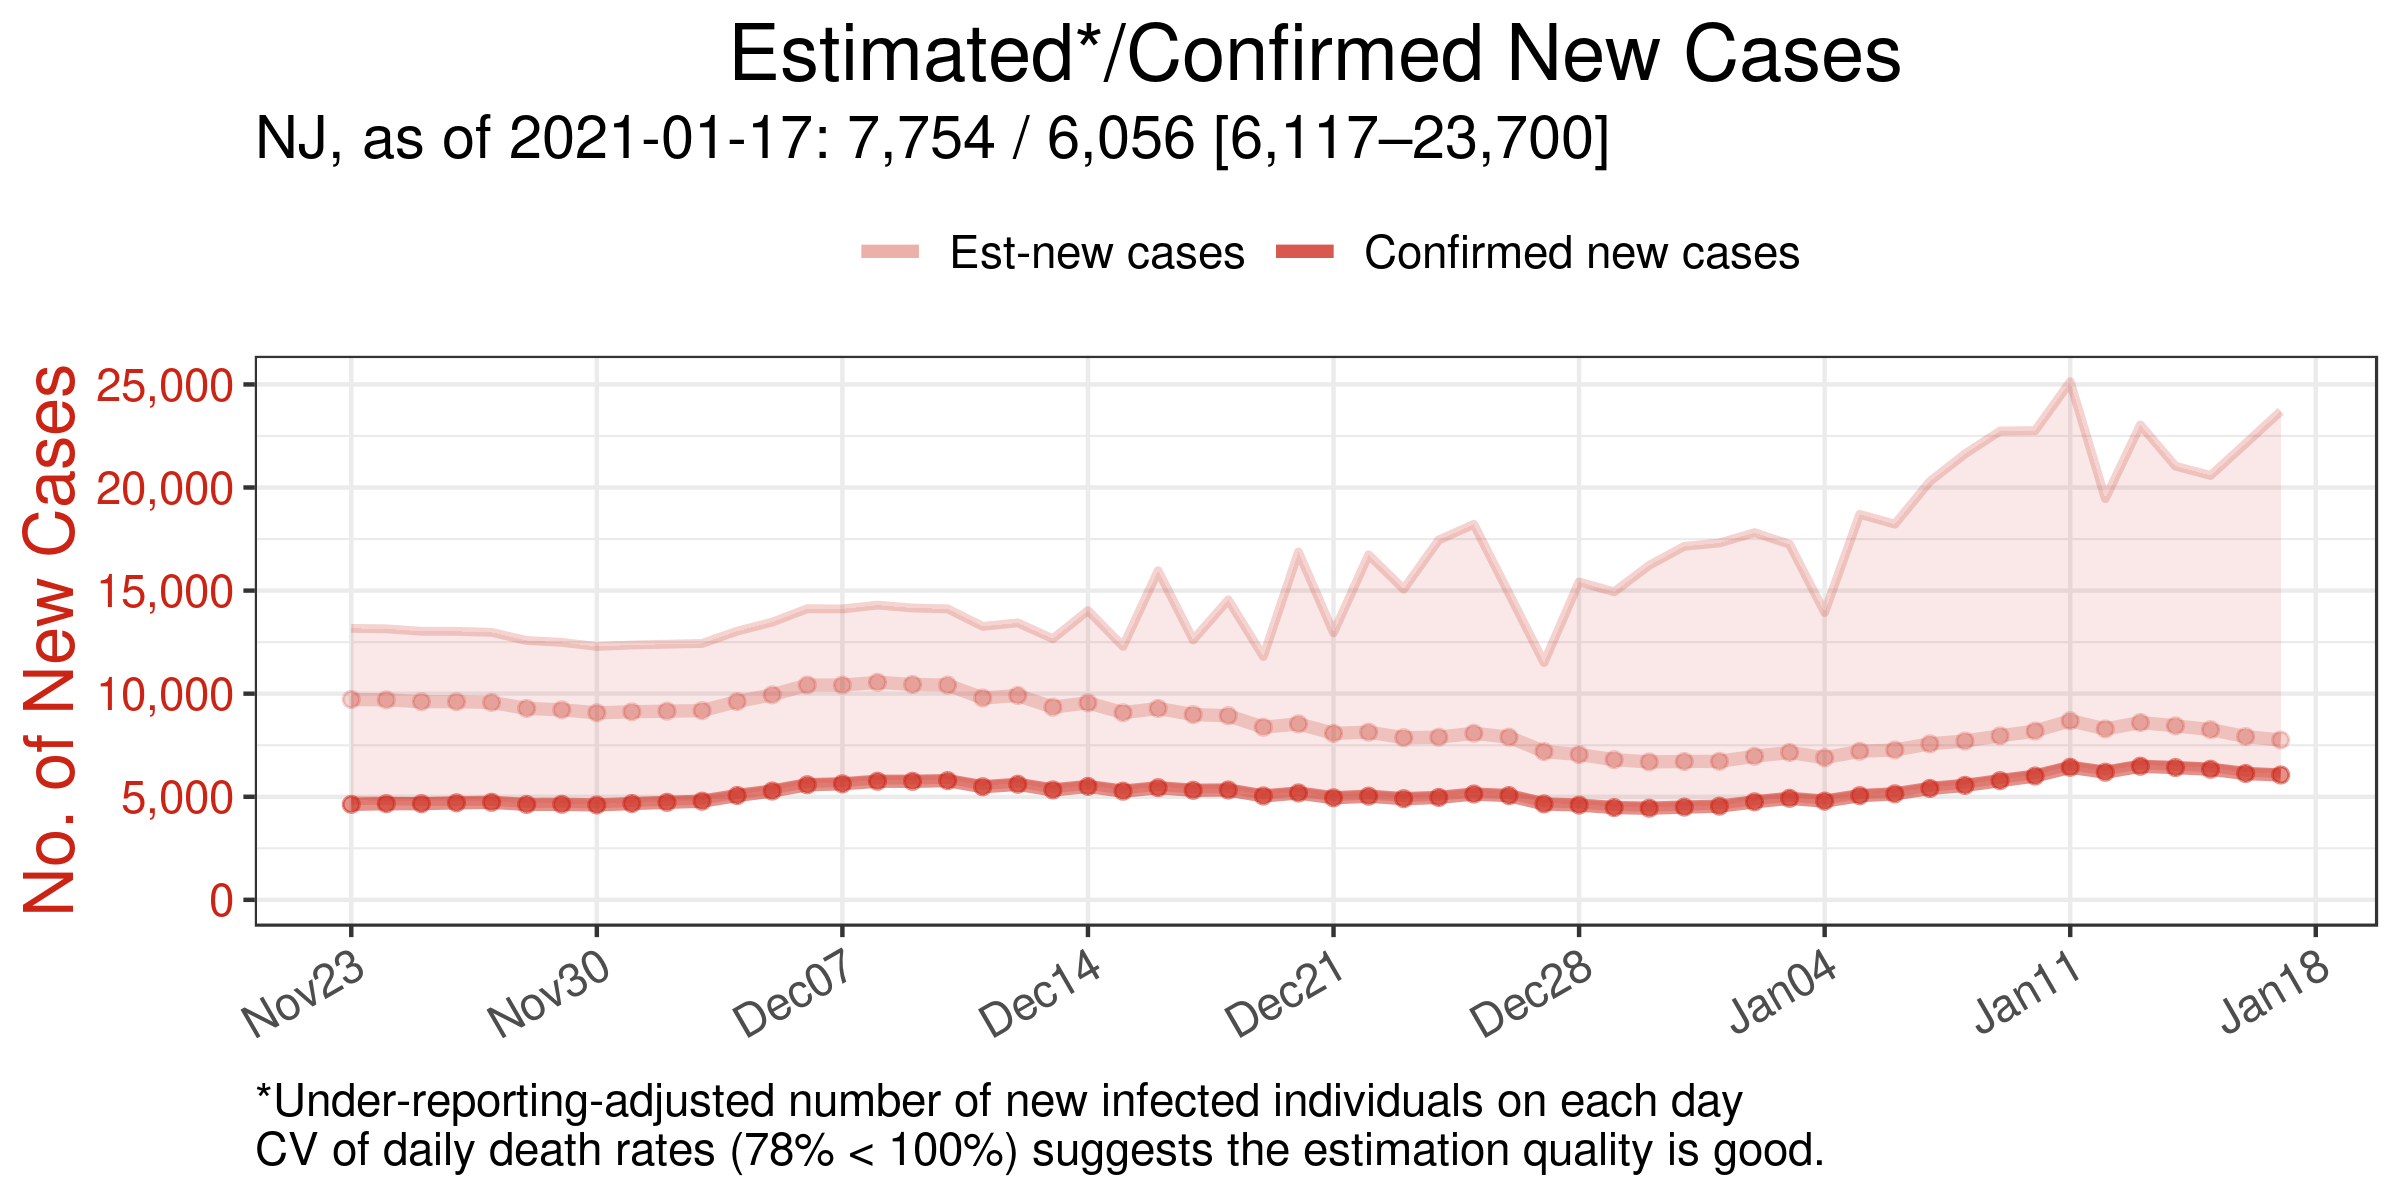 Estimated*/Confirmed New Cases
NJ, as of 2021-01-17: 7,754 / 6,056 [6,117–23,700]
Est-new cases
Confirmed new cases
No. of New Cases
25,000
20,000
15,000
10,000
5,000
0
Nov23
Nov30
Dec07
Dec14
Dec21
Dec28
Jan04
Jan11
Jan18
*Under-reporting-adjusted number of new infected individuals on each day
CV of daily death rates (78% < 100%) suggests the estimation quality is good.